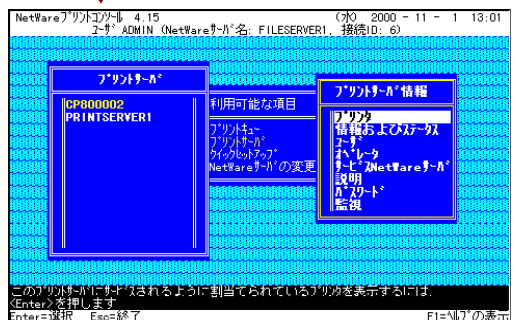 NetWareﾌﾟﾘﾝﾄｺﾝｿｰﾙ 4.15 (水) 2000 - 11 - 1 13:01
ﾕｰｻﾞ ADMIN (NetWareｻｰﾊﾞ名: FILESERVER1, 接続ID: 6)
ﾌﾟﾘﾝﾄｻｰﾊﾞ
CP800002
PRINTSERVER1
利用可能な項目
ﾌﾟﾘﾝﾄｷｭｰ
ﾌﾟﾘﾝﾄｻｰﾊﾞ
ｸｲｯｸｾｯﾄｱｯﾌﾟ
NetWareｻｰﾊﾞの変更
ﾌﾟﾘﾝﾄｻｰﾊﾞ情報
ﾌﾟﾘﾝﾀ
情報およびｽﾃｰﾀｽ
ﾕｰｻﾞ
ｵﾍﾟﾚｰﾀ
ｻｰﾋﾞｽNetWareｻｰﾊﾞ
説明
ﾊﾟｽﾜｰﾄﾞ
監視
このﾌﾟﾘﾝﾄｻｰﾊﾞにｻｰﾋﾞｽされるように割当てられているﾌﾟﾘﾝﾀを表示するには,
<Enter>を押します
Enter=選択 Esc=終了 F1=ﾍﾙﾌﾟの表示